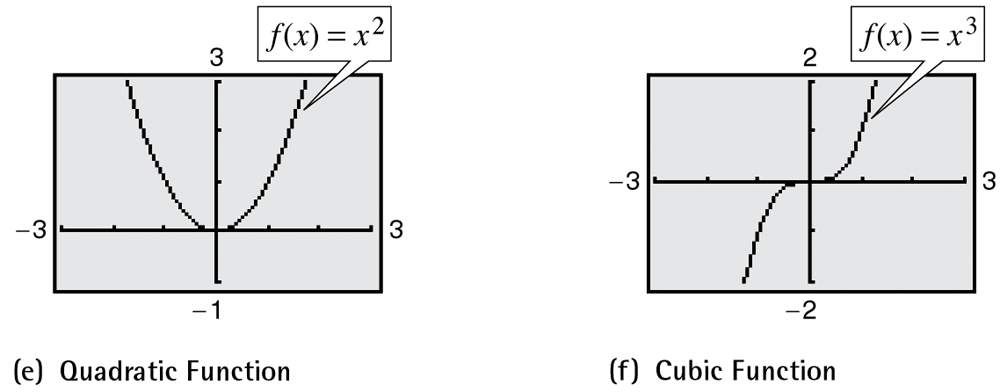 f(x) = x²
3
−3
3
−1
(e) Quadratic Function
f(x) = x³
2
−3
3
−2
(f) Cubic Function